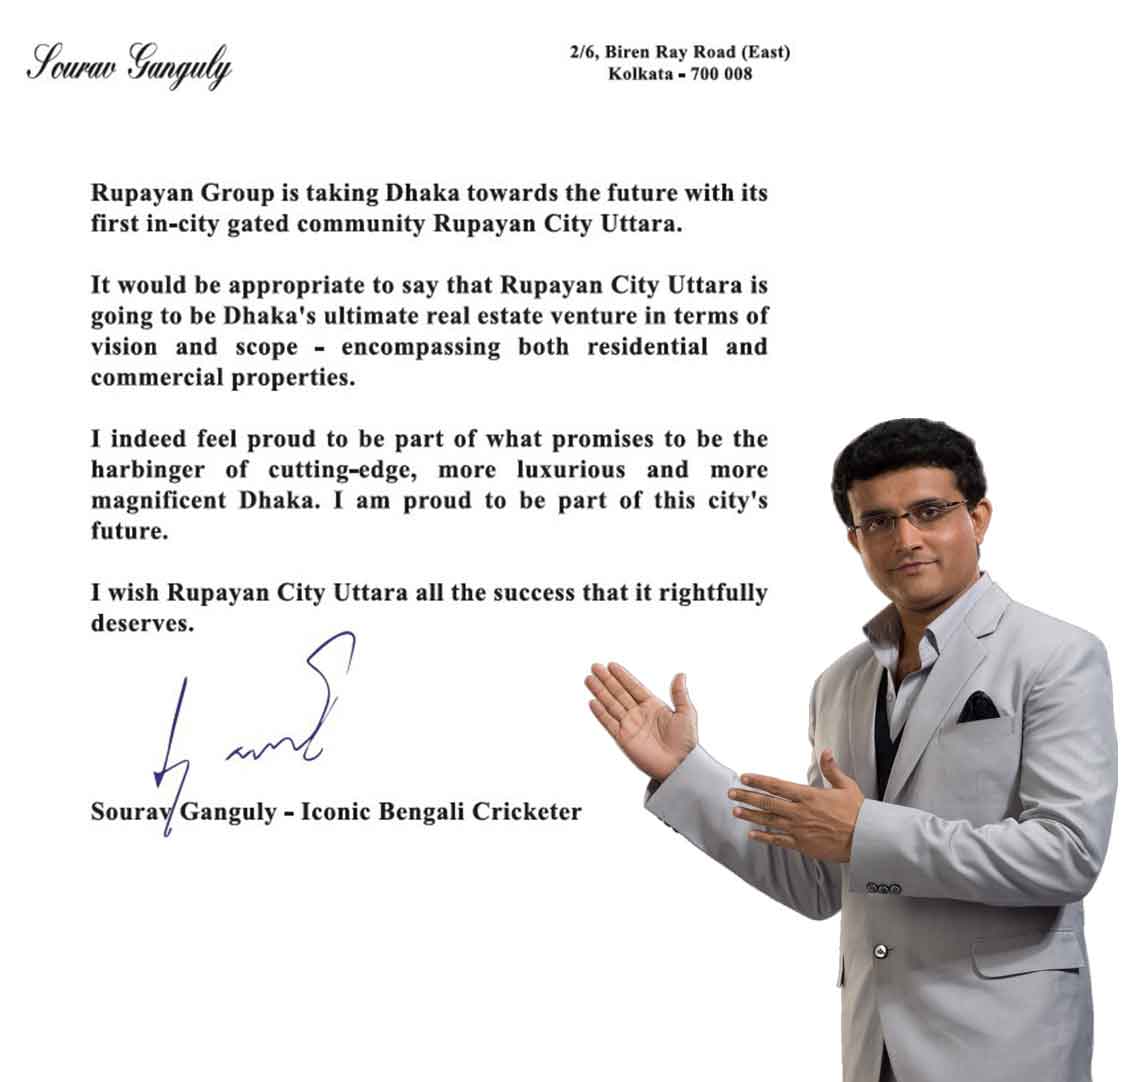 Sourav Ganguly
2/6, Biren Ray Road (East)
Kolkata - 700 008
Rupayan Group is taking Dhaka towards the future with its
first in-city gated community Rupayan City Uttara.
It would be appropriate to say that Rupayan City Uttara is
going to be Dhaka's ultimate real estate venture in terms of
vision and scope - encompassing both residential and
commercial properties.
I indeed feel proud to be part of what promises to be the
harbinger of cutting-edge, more luxurious and more
magnificent Dhaka. I am proud to be part of this city's
future.
I wish Rupayan City Uttara all the success that it rightfully
deserves.
Sourav Ganguly - Iconic Bengali Cricketer